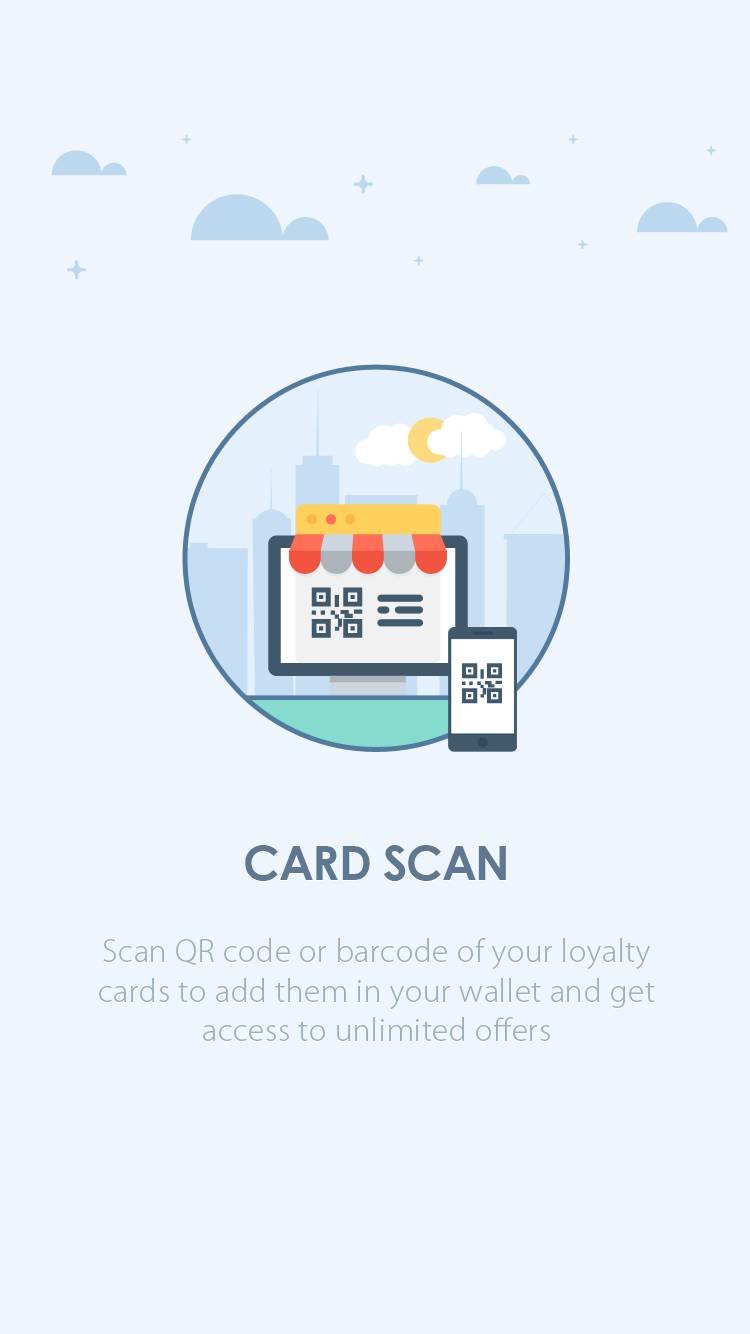 CARD SCAN
Scan QR code or barcode of your loyalty
cards to add them in your wallet and get
access to unlimited offers